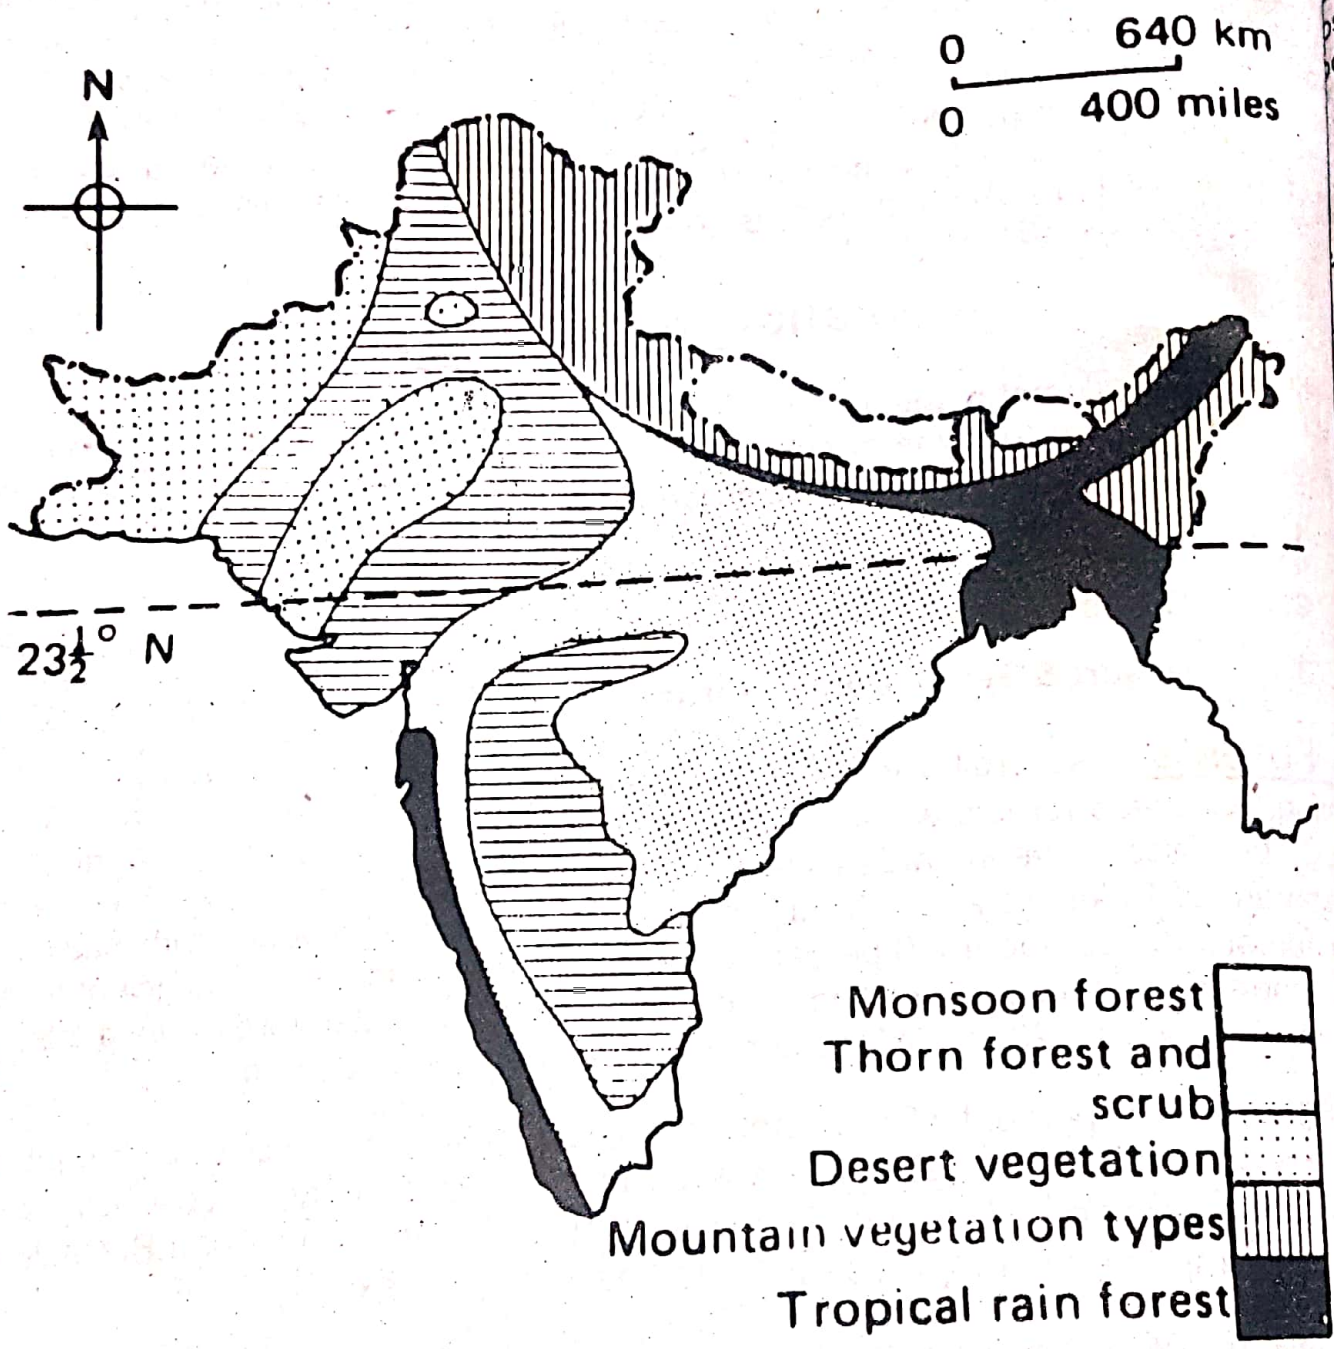 0 640 km
0 400 miles
N
23½° N
Monsoon forest
Thorn forest and
scrub
Desert vegetation
Mountain vegetation types
Tropical rain forest